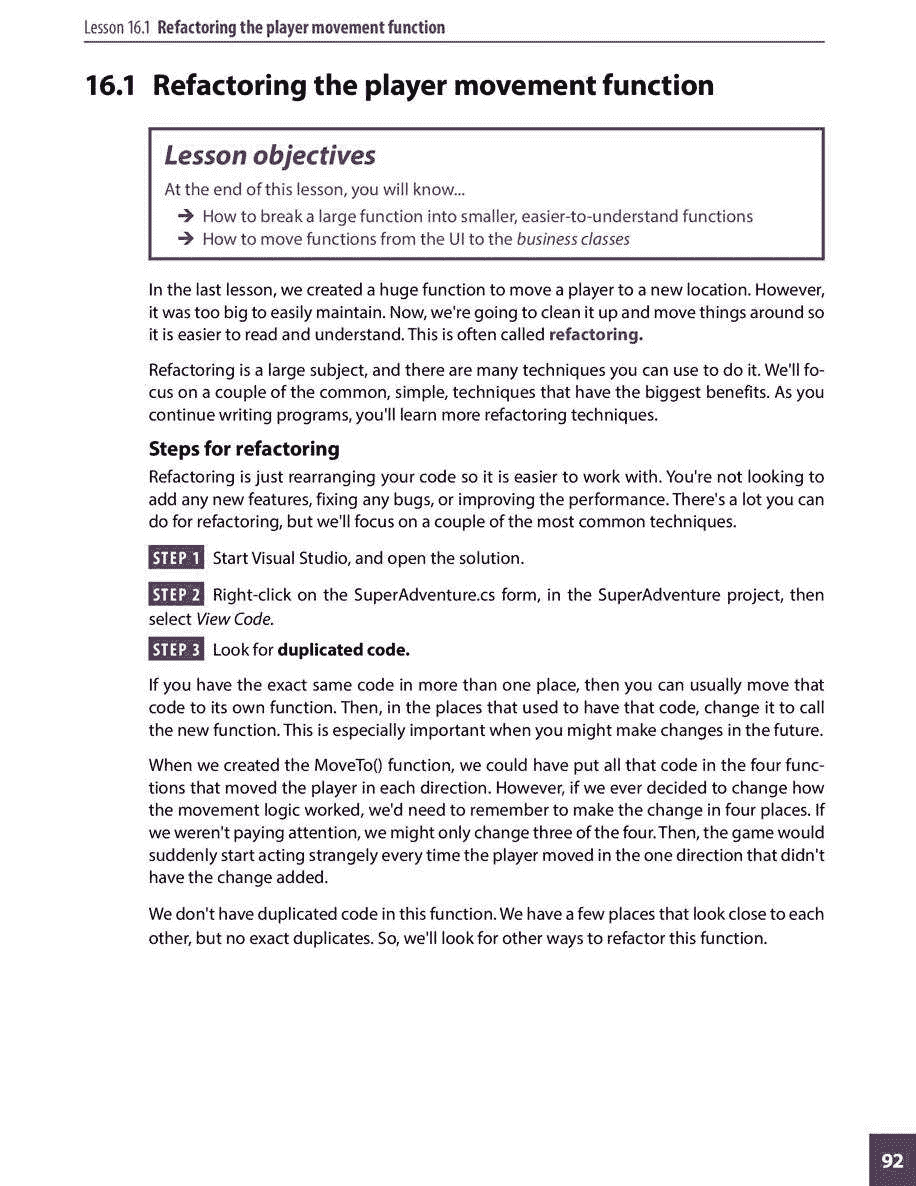 Lesson 16.1 Refactoring the player movement function
16.1 Refactoring the player movement function
Lesson objectives
At the end of this lesson, you will know...
➔ How to break a large function into smaller, easier-to-understand functions
➔ How to move functions from the UI to the business classes
In the last lesson, we created a huge function to move a player to a new location. However,
it was too big to easily maintain. Now, we're going to clean it up and move things around so
it is easier to read and understand. This is often called refactoring.
Refactoring is a large subject, and there are many techniques you can use to do it. We'll fo-
cus on a couple of the common, simple, techniques that have the biggest benefits. As you
continue writing programs, you'll learn more refactoring techniques.
Steps for refactoring
Refactoring is just rearranging your code so it is easier to work with. You're not looking to
add any new features, fixing any bugs, or improving the performance. There's a lot you can
do for refactoring, but we'll focus on a couple of the most common techniques.
STEP 1 Start Visual Studio, and open the solution.
STEP 2 Right-click on the SuperAdventure.cs form, in the SuperAdventure project, then
select View Code.
STEP 3 Look for duplicated code.
If you have the exact same code in more than one place, then you can usually move that
code to its own function. Then, in the places that used to have that code, change it to call
the new function. This is especially important when you might make changes in the future.
When we created the MoveTo() function, we could have put all that code in the four func-
tions that moved the player in each direction. However, if we ever decided to change how
the movement logic worked, we'd need to remember to make the change in four places. If
we weren't paying attention, we might only change three of the four. Then, the game would
suddenly start acting strangely every time the player moved in the one direction that didn't
have the change added.
We don't have duplicated code in this function. We have a few places that look close to each
other, but no exact duplicates. So, we'll look for other ways to refactor this function.
92